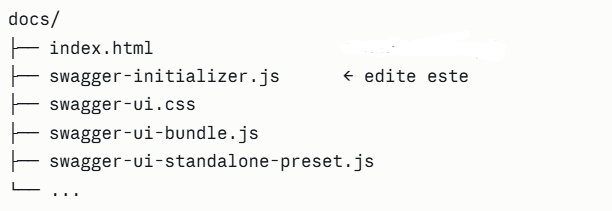 docs/
├── index.html
├── swagger-initializer.js      ← edite este
├── swagger-ui.css
├── swagger-ui-bundle.js
├── swagger-ui-standalone-preset.js
└── ...